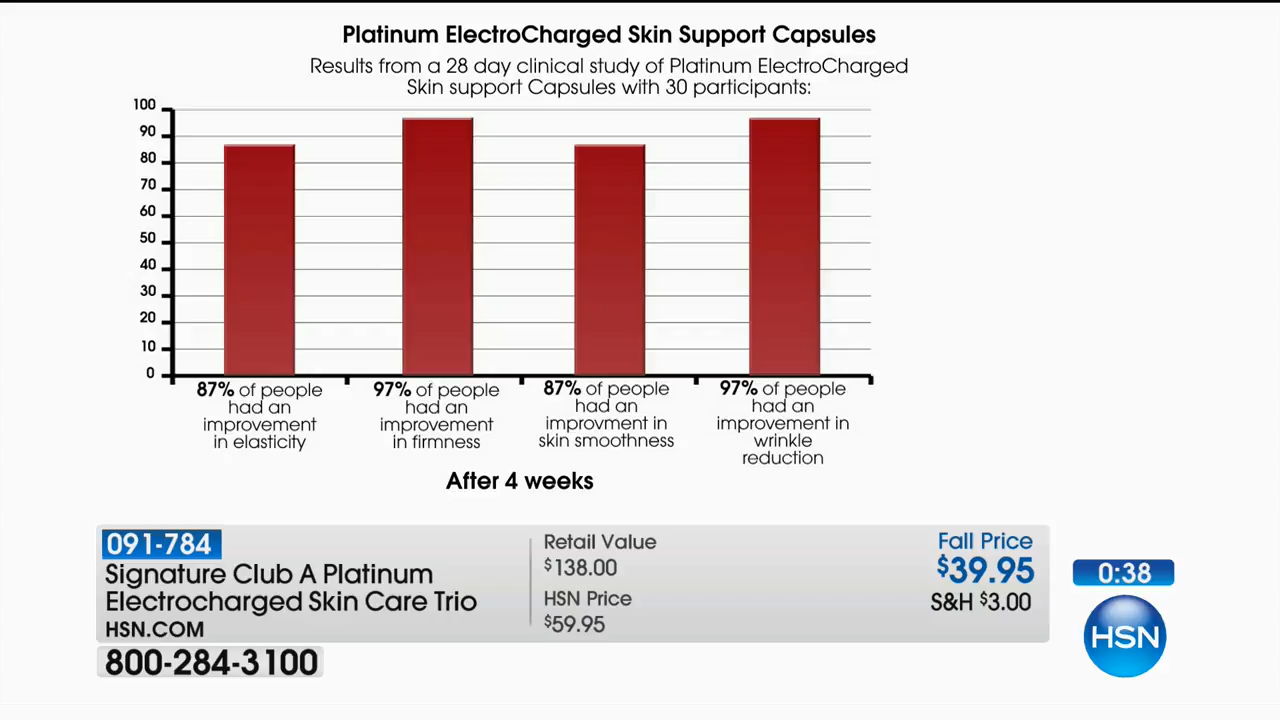 Platinum ElectroCharged Skin Support Capsules
Results from a 28 day clinical study of Platinum ElectroCharged
Skin support Capsules with 30 participants:
100
90
80
70
60
50
40
30
20
10
0
87% of people
had an
improvement
in elasticity
97% of people
had an
improvement
in firmness
87% of people
had an
improvment in
skin smoothness
97% of people
had an
improvement in
wrinkle
reduction
After 4 weeks
091-784
Signature Club A Platinum
Electrocharged Skin Care Trio
HSN.COM
800-284-3100
Retail Value
$138.00
HSN Price
$59.95
Fall Price
$39.95
S&H $3.00
0:38
HSN